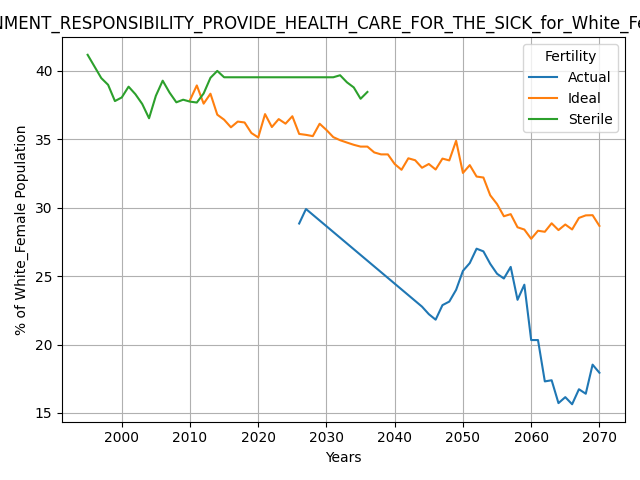 NMENT_RESPONSIBILITY_PROVIDE_HEALTH_CARE_FOR_THE_SICK_for_White_Fe
Fertility
Actual
Ideal
Sterile
% of White_Female Population
40
35
30
25
20
15
2000 2010 2020 2030 2040 2050 2060 2070
Years